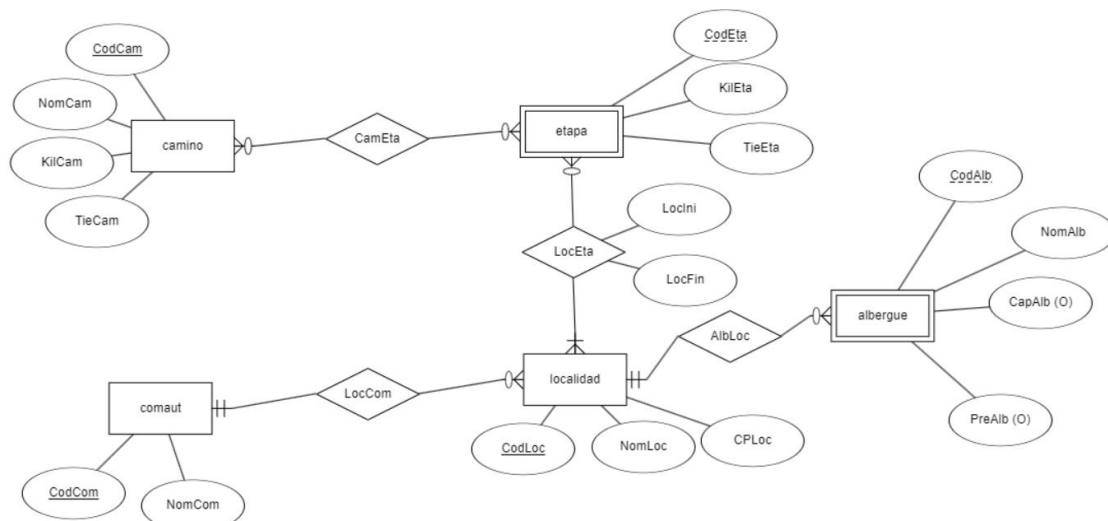 CodCam
NomCam
KilCam
TieCam
camino
CamEta
etapa
CodEta
KilEta
TieEta
LocEta
LocIni
LocFin
CodAlb
NomAlb
CapAlb (O)
PreAlb (O)
albergue
AlbLoc
localidad
CodLoc
NomLoc
CPLoc
LocCom
comaut
CodCom
NomCom